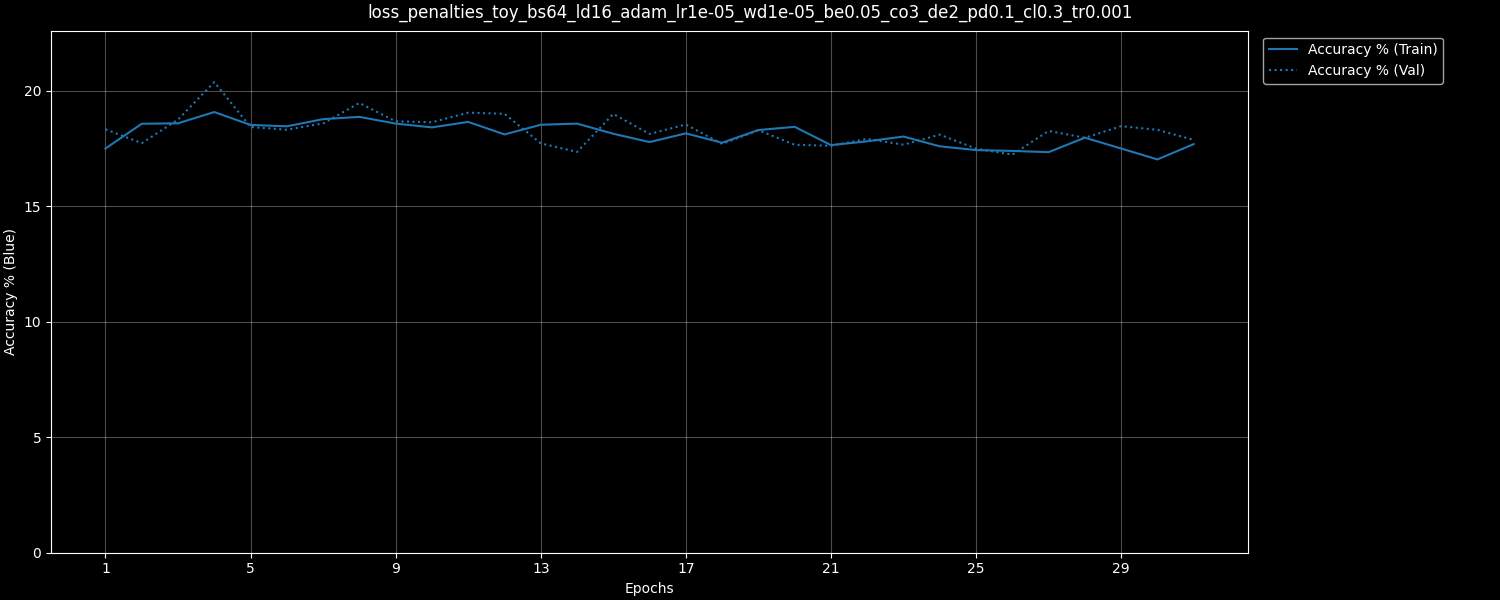 loss_penalties_toy_bs64_ld16_adam_lr1e-05_wd1e-05_be0.05_co3_de2_pd0.1_cl0.3_tr0.001
Accuracy % (Train)
Accuracy % (Val)
Accuracy % (Blue)
20
15
10
5
0
1 5 9 13 17 21 25 29
Epochs